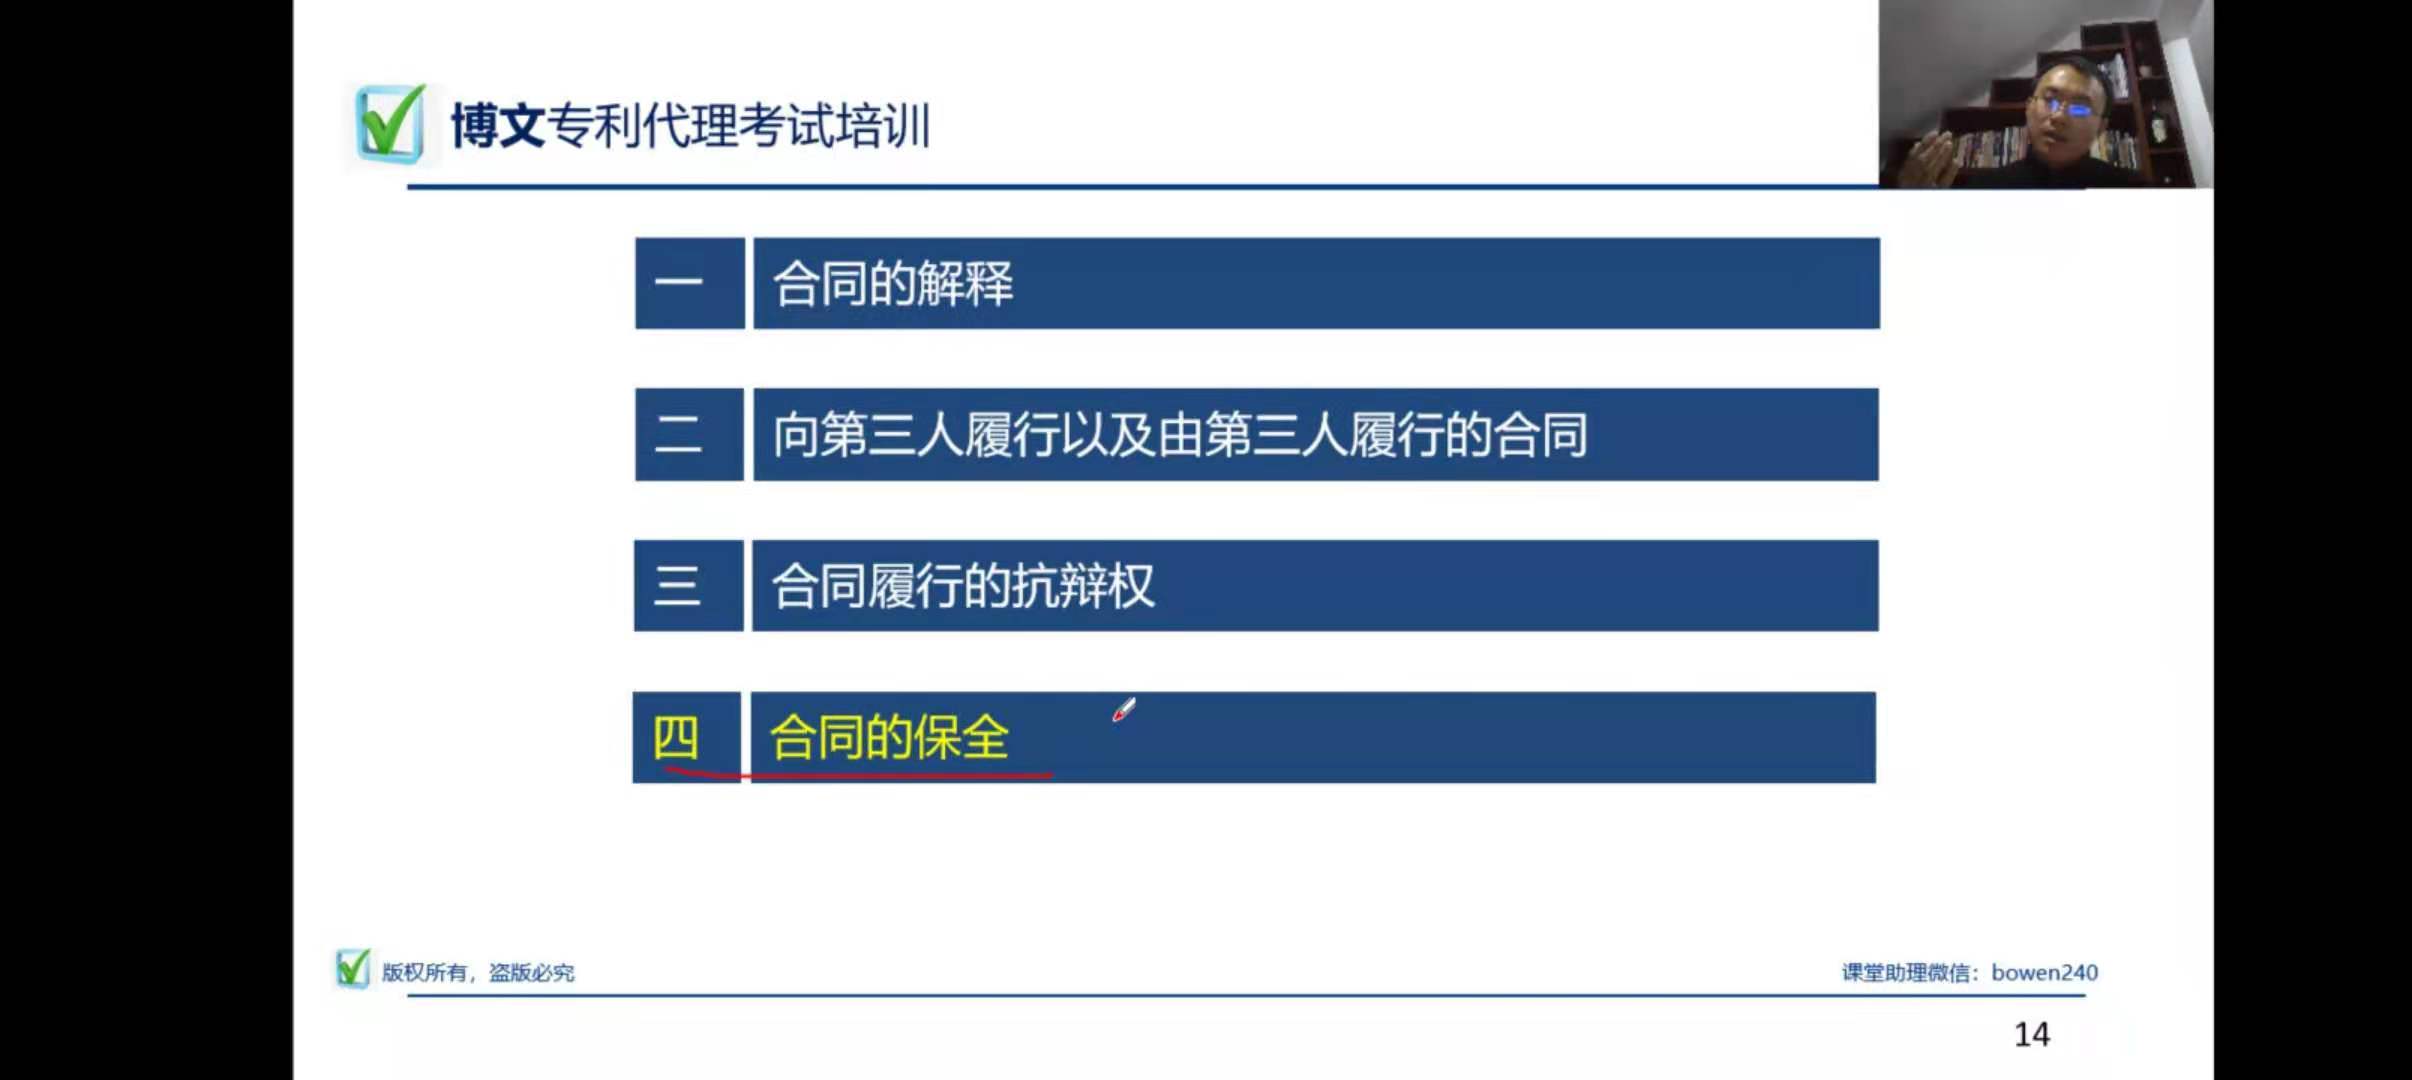 博文专利代理考试培训
一 合同的解释
二 向第三人履行以及由第三人履行的合同
三 合同履行的抗辩权
四 合同的保全
版权所有，盗版必究
课堂助理微信：bowen240
14